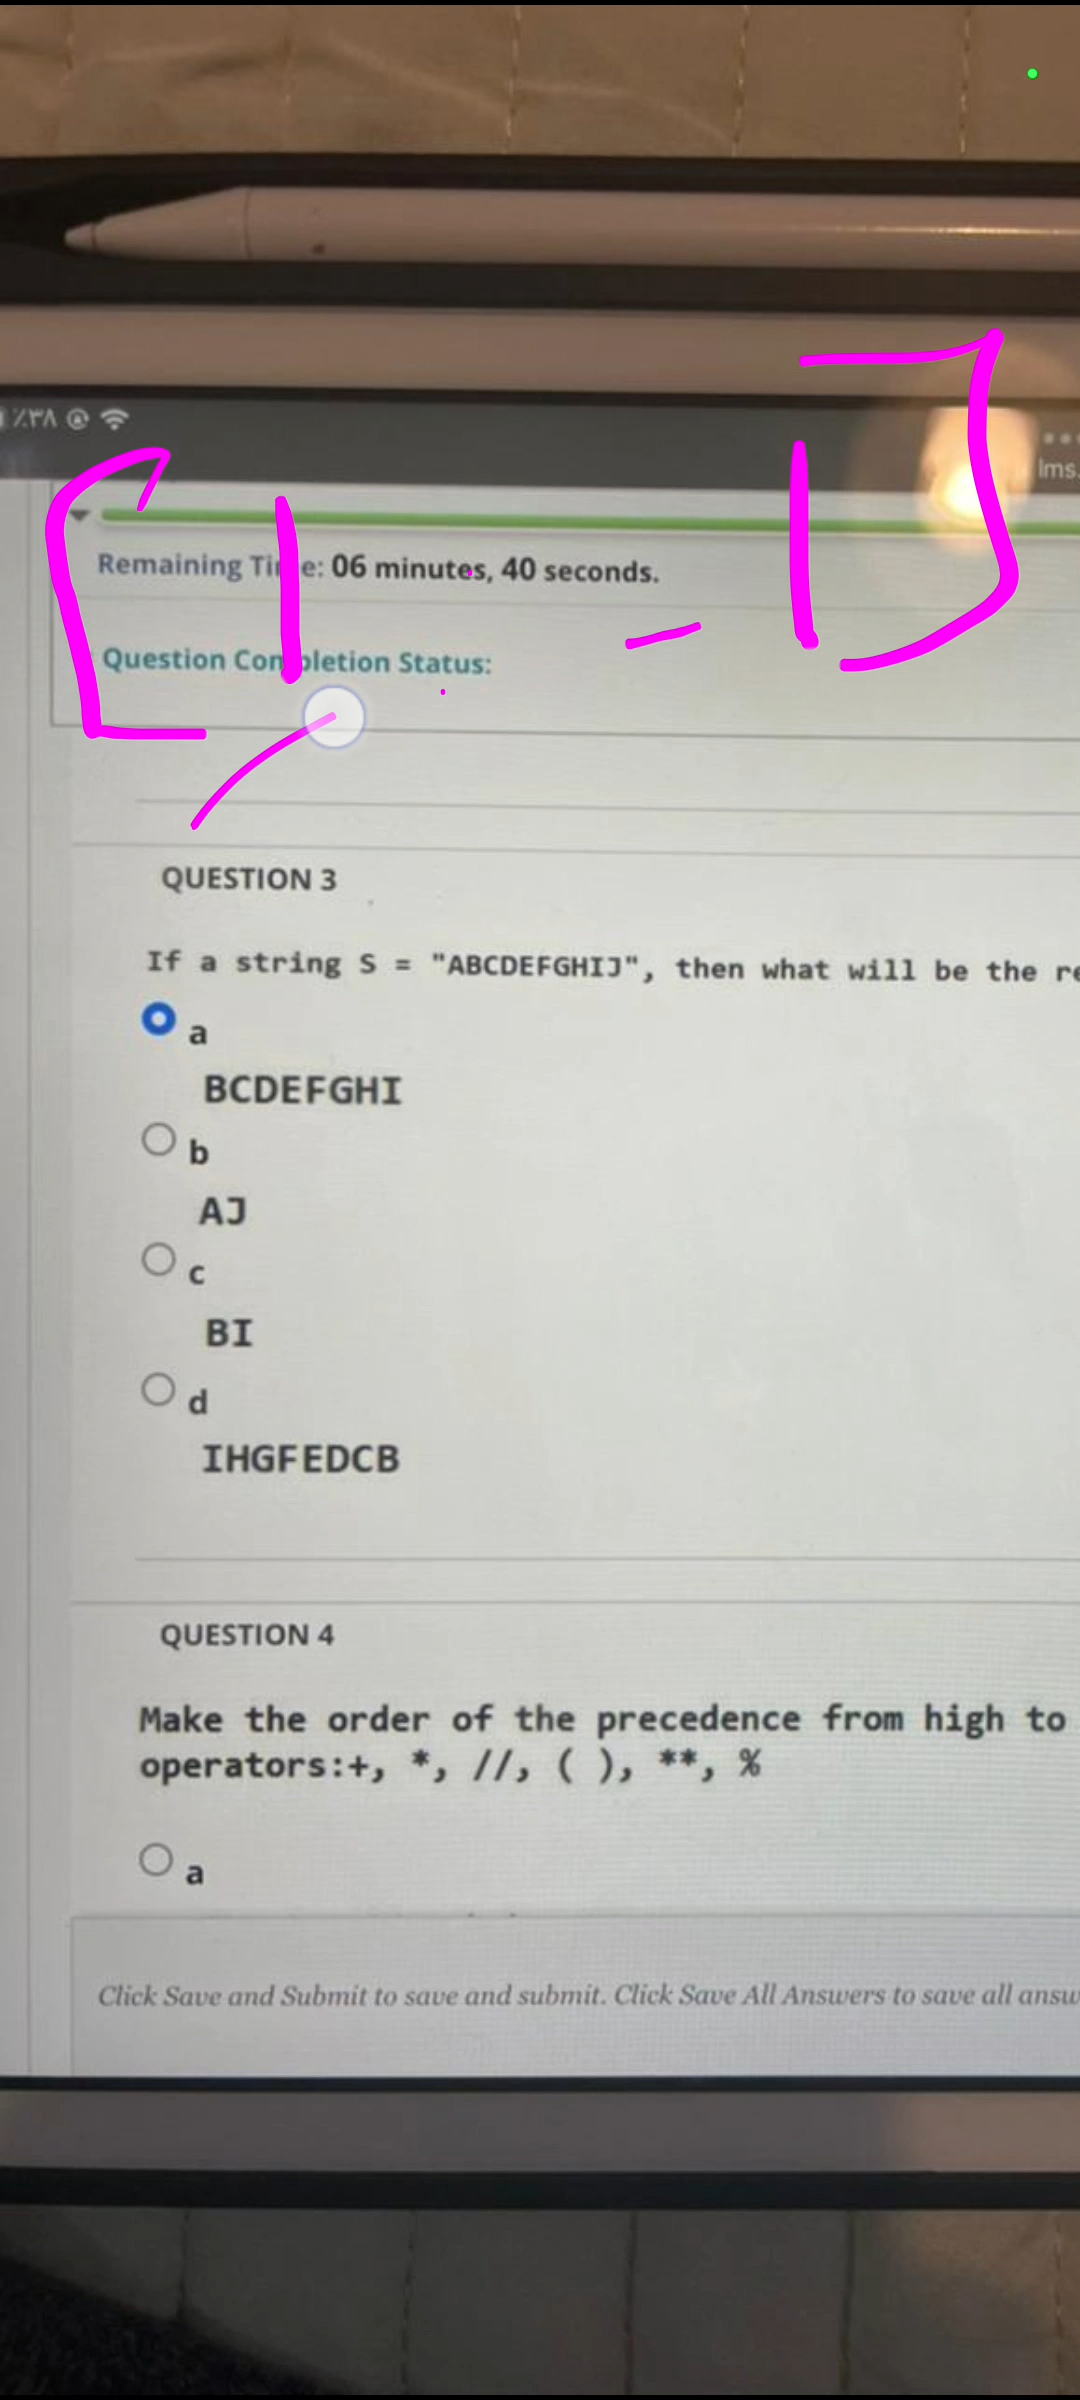 ٪٣٨
lms.
Remaining Time: 06 minutes, 40 seconds.
Question Completion Status:
QUESTION 3
If a string S = "ABCDEFGHIJ", then what will be the re
a
BCDEFGHI
b
AJ
c
BI
d
IHGFEDCB
QUESTION 4
Make the order of the precedence from high to
operators:+, *, //, ( ), **, %
a
Click Save and Submit to save and submit. Click Save All Answers to save all answ